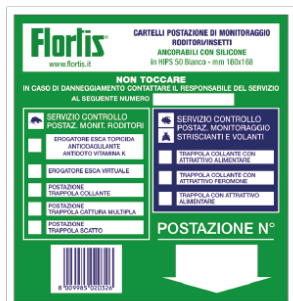 Flortis®
www.flortis.it
CARTELLI POSTAZIONE DI MONITORAGGIO
RODITORI/INSETTI
ANCORABILI CON SILICONE
in HIPS 50 Bianco - mm 160x168
NON TOCCARE
IN CASO DI DANNEGGIAMENTO CONTATTARE IL RESPONSABILE DEL SERVIZIO
AL SEGUENTE NUMERO
SERVIZIO CONTROLLO
POSTAZ. MONIT. RODITORI
EROGATORE ESCA TOPICIDA
ANTICOAGULANTE
ANTIDOTO VITAMINA K
EROGATORE ESCA VIRTUALE
POSTAZIONE
TRAPPOLA COLLANTE
POSTAZIONE
TRAPPOLA CATTURA MULTIPLA
POSTAZIONE
TRAPPOLA SCATTO
SERVIZIO CONTROLLO
POSTAZ. MONITORAGGIO
STRISCIANTI E VOLANTI
TRAPPOLA COLLANTE CON
ATTRATTIVO ALIMENTARE
TRAPPOLA COLLANTE CON
ATTRATTIVO FEROMONE
TRAPPOLA CON ATTRATTIVO
ALIMENTARE
POSTAZIONE N°
8 009985 020326